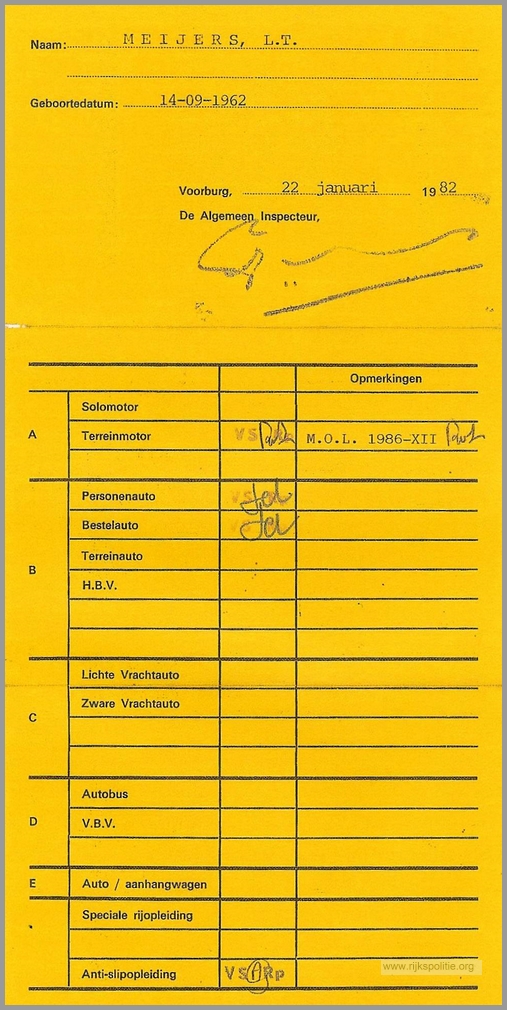 Naam: MEIJERS, L.T.
Geboortedatum: 14-09-1962
Voorburg, 22 januari 1982
De Algemeen Inspecteur,
Opmerkingen
A
Solomotor
Terreinmotor VS M.O.L. 1986-XII
B
Personenauto VS
Bestelauto VS
Terreinauto
H.B.V.
C
Lichte Vrachtauto
Zware Vrachtauto
D
Autobus
V.B.V.
E Auto / aanhangwagen
Speciale rijopleiding
Anti-slipopleiding VSARp
www.rijkspolitie.org